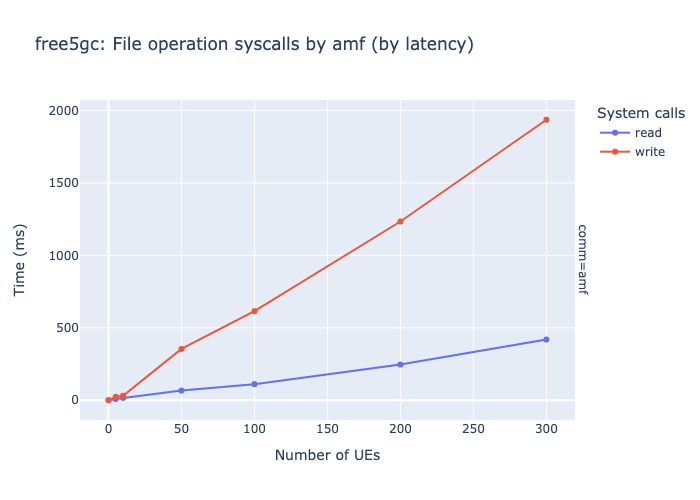 free5gc: File operation syscalls by amf (by latency)
System calls
read
write
2000
1500
1000
500
0
Time (ms)
comm=amf
0 50 100 150 200 250 300
Number of UEs